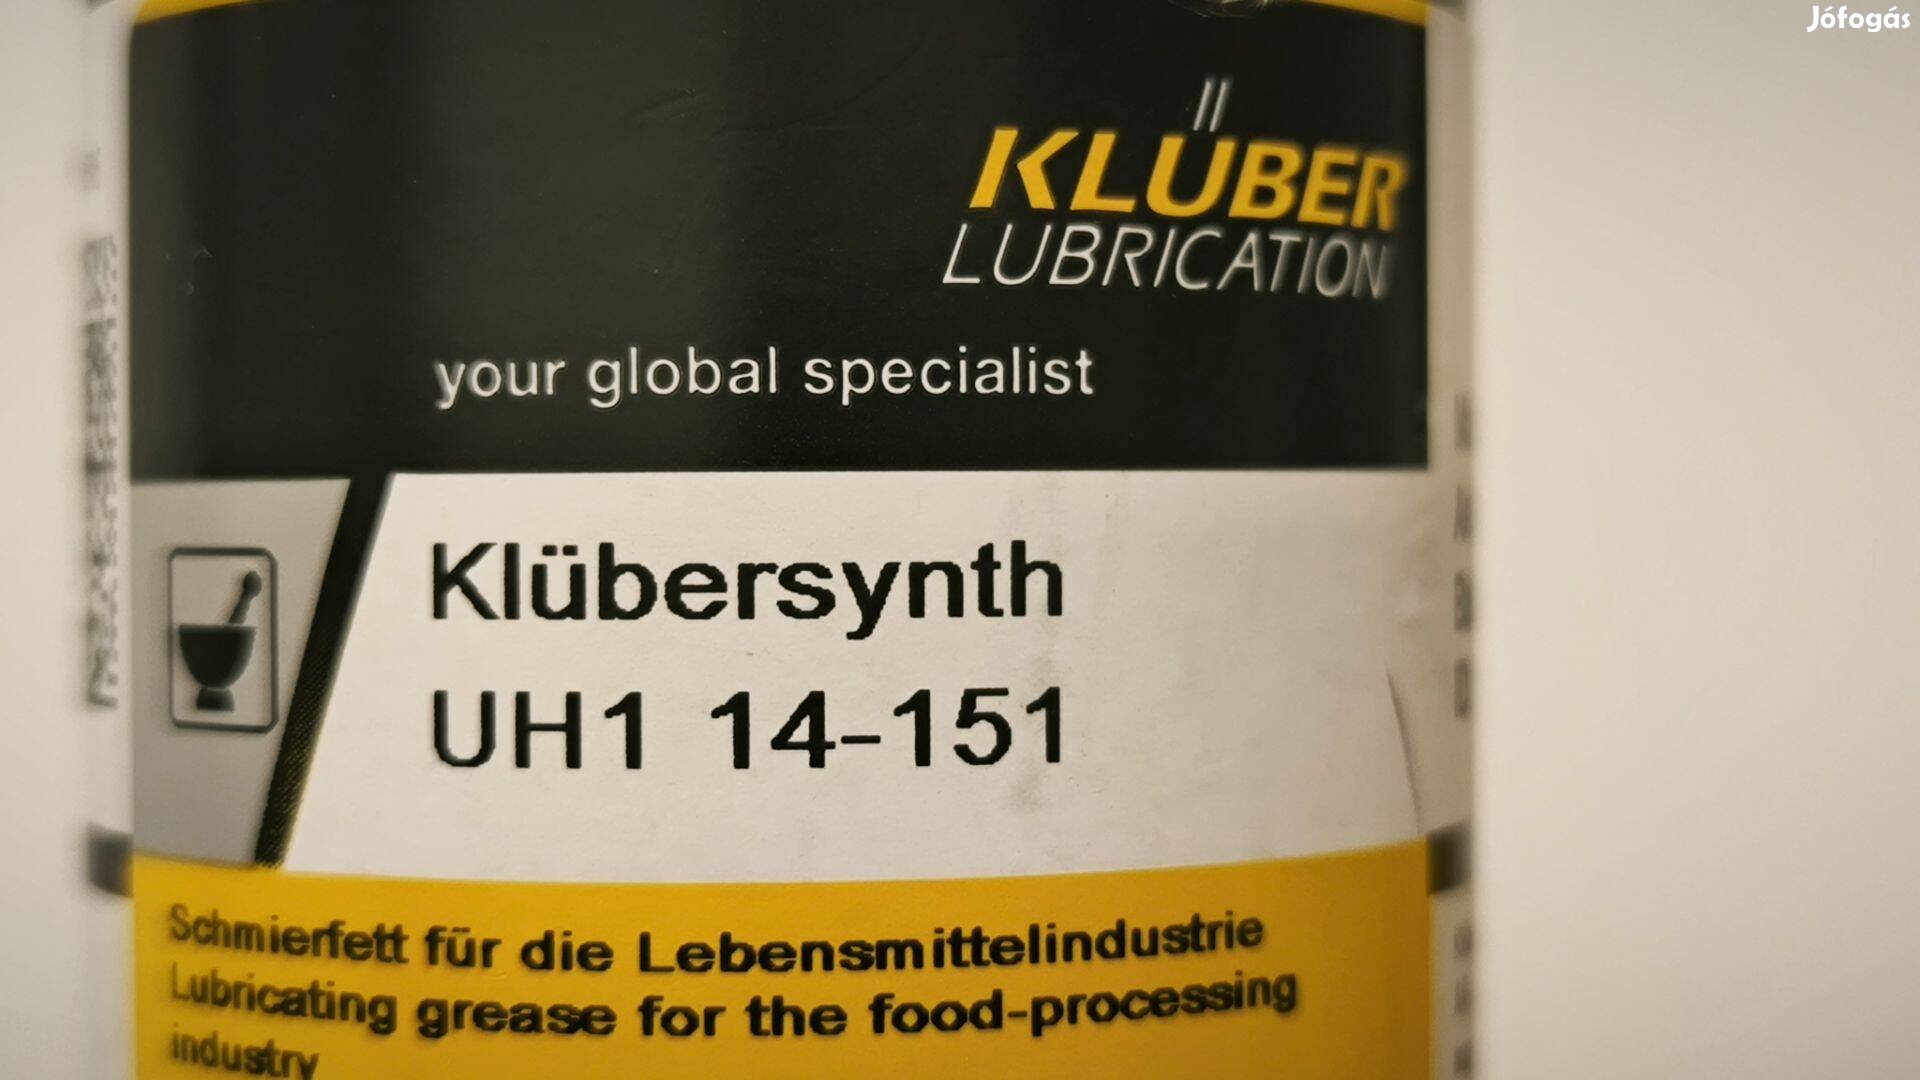 Jófogás
KLÜBER
LUBRICATION
your global specialist
Klübersynth
UH1 14-151
Schmierfett für die Lebensmittelindustrie
Lubricating grease for the food-processing
industry